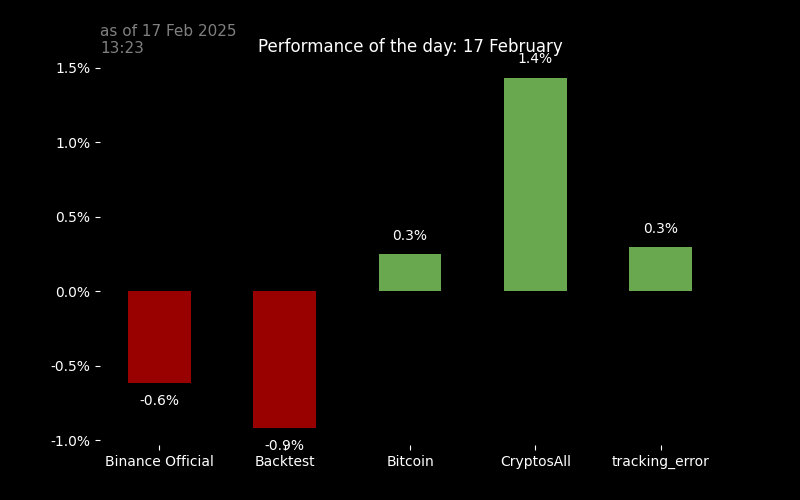 as of 17 Feb 2025
13:23
Performance of the day: 17 February
1.5%
1.0%
0.5%
0.0%
-0.5%
-1.0%
-0.6%
-0.9%
0.3%
1.4%
0.3%
Binance Official
Backtest
Bitcoin
CryptosAll
tracking_error